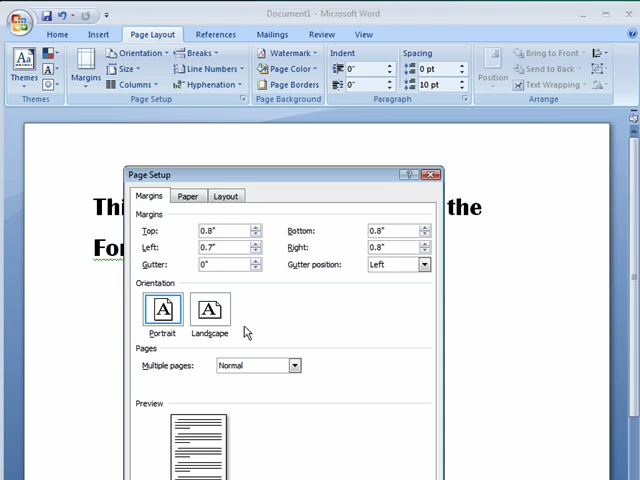 Document1 - Microsoft Word
Home Insert Page Layout References Mailings Review View
Themes Margins Orientation Breaks Watermark Indent Spacing Position Bring to Front
Size Line Numbers Page Color 0" 0 pt Send to Back
Columns Hyphenation Page Borders 0" 10 pt Text Wrapping
Themes Page Setup Page Background Paragraph Arrange
Page Setup
Margins Paper Layout
Thi the
For
Margins
Top: 0.8" Bottom: 0.8"
Left: 0.7" Right: 0.8"
Gutter: 0" Gutter position: Left
Orientation
A A
Portrait Landscape
Pages
Multiple pages: Normal
Preview